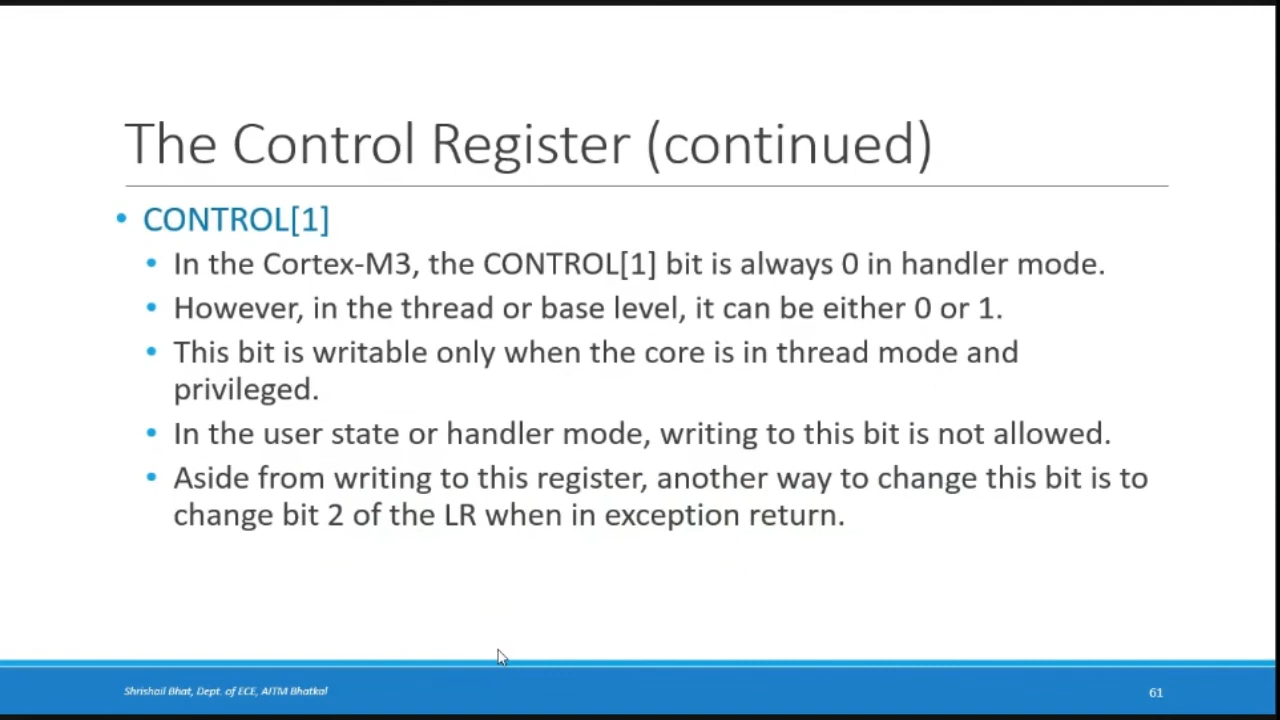 The Control Register (continued)
• CONTROL[1]
• In the Cortex-M3, the CONTROL[1] bit is always 0 in handler mode.
• However, in the thread or base level, it can be either 0 or 1.
• This bit is writable only when the core is in thread mode and
privileged.
• In the user state or handler mode, writing to this bit is not allowed.
• Aside from writing to this register, another way to change this bit is to
change bit 2 of the LR when in exception return.
Shrishail Bhat, Dept. of ECE, AITM Bhatkal
61